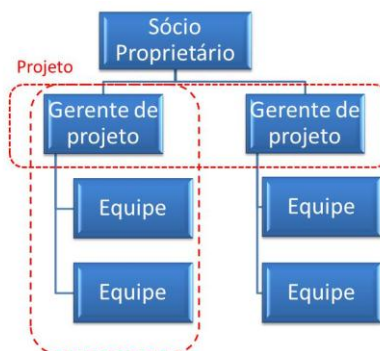 Sócio
Proprietário
Projeto
Gerente de
projeto
Gerente de
projeto
Equipe
Equipe
Equipe
Equipe